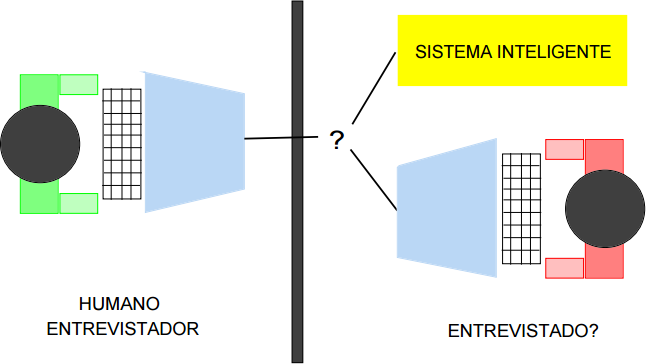 SISTEMA INTELIGENTE
?
HUMANO
ENTREVISTADOR
ENTREVISTADO?